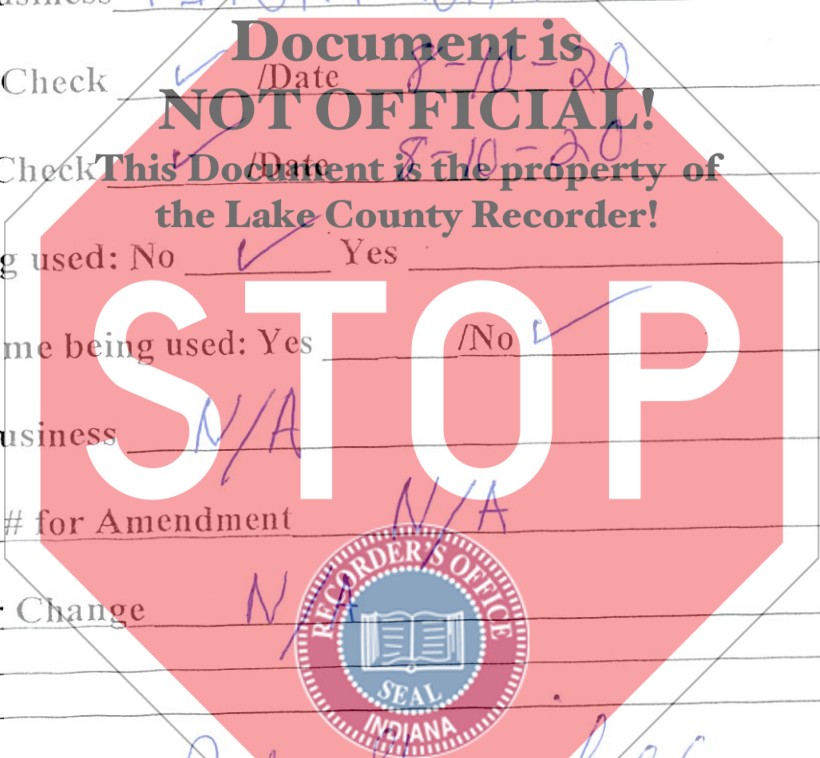 Document is
Check ✓ /Date 8-10-20
NOT OFFICIAL!
Check ✓ /Date 8-10-20
This Document is the property of
the Lake County Recorder!
g used: No ✓ Yes
STOP
me being used: Yes /No ✓
usiness N/A
# for Amendment N/A
Change N/A
RECORDER'S OFFICE
SEAL
INDIANA